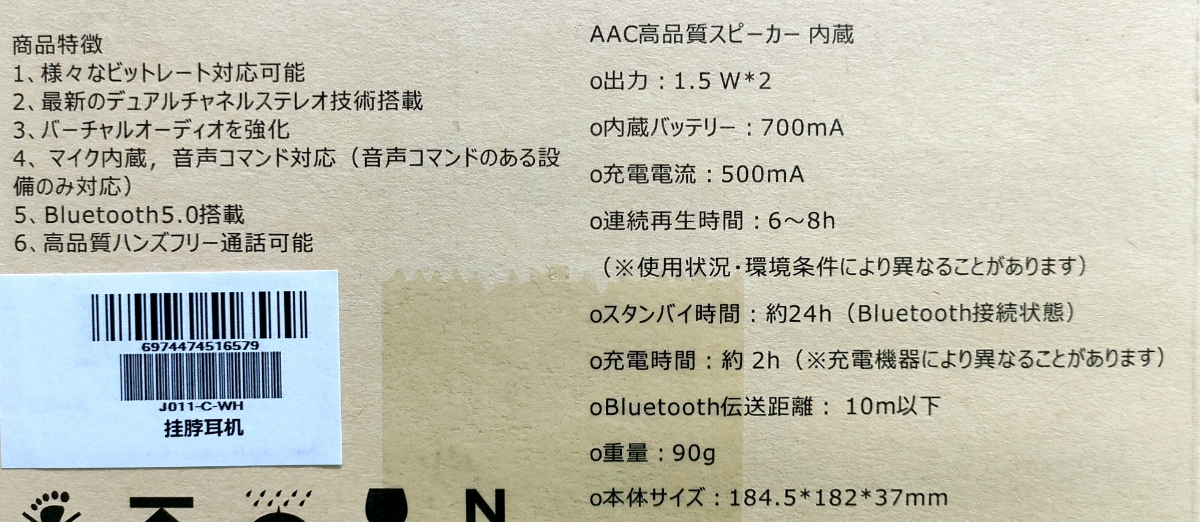 商品特徴
1、様々なビットレート対応可能
2、最新のデュアルチャネルステレオ技術搭載
3、バーチャルオーディオを強化
4、マイク内蔵，音声コマンド対応（音声コマンドのある設
備のみ対応）
5、Bluetooth5.0搭載
6、高品質ハンズフリー通話可能
6974474516579
J011-C-WH
挂脖耳机
N
AAC高品質スピーカー 内蔵
o出力：1.5 W*2
o内蔵バッテリー：700mA
o充電電流：500mA
o連続再生時間：6～8h
（※使用状況・環境条件により異なることがあります）
oスタンバイ時間：約24h（Bluetooth接続状態）
o充電時間：約 2h（※充電機器により異なることがあります）
oBluetooth伝送距離： 10m以下
o重量：90g
o本体サイズ：184.5*182*37mm